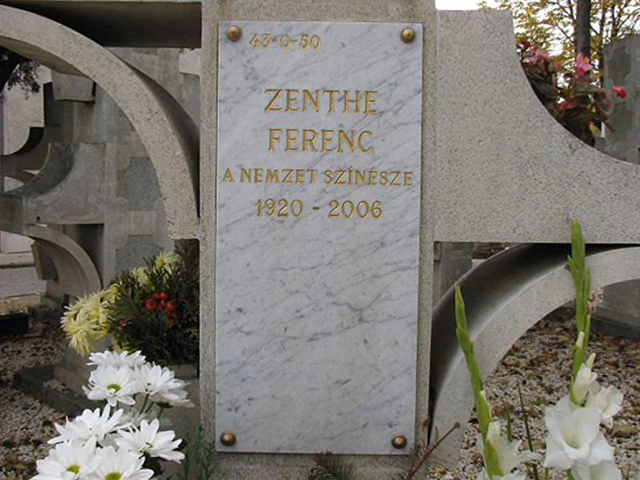 43-0-50
ZENTHE
FERENC
A NEMZET SZÍNÉSZE
1920 - 2006